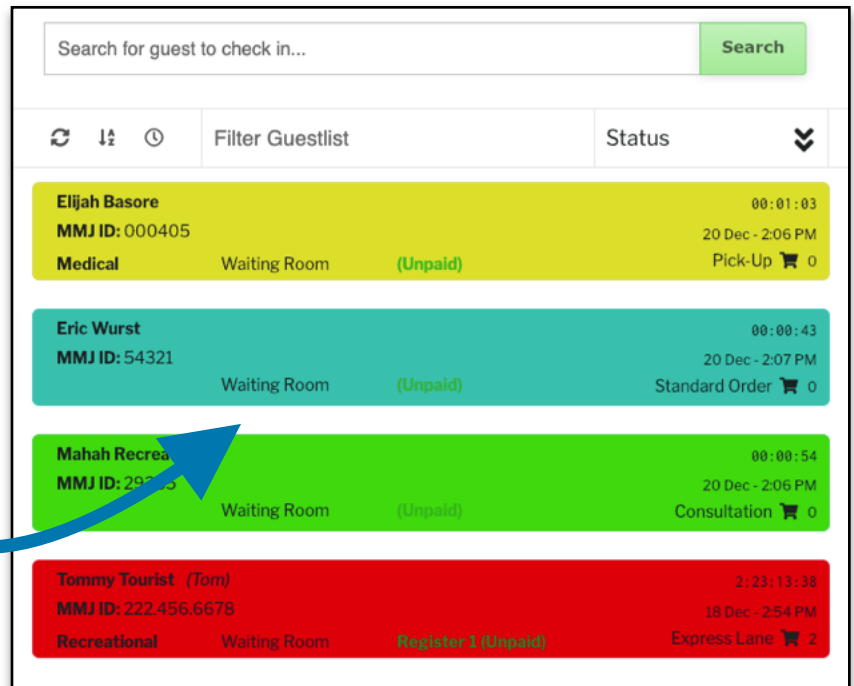 Search for guest to check in... Search
Filter Guestlist Status
Elijah Basore 00:01:03
MMJ ID: 000405 20 Dec - 2:06 PM
Medical Waiting Room (Unpaid) Pick-Up 0
Eric Wurst 00:00:43
MMJ ID: 54321 20 Dec - 2:07 PM
Waiting Room (Unpaid) Standard Order 0
Mahah 00:00:54
MMJ ID: 20 Dec - 2:06 PM
Waiting Room (Unpaid) Consultation 0
Tommy Tourist (Tom) 2:23:13:38
MMJ ID: 222.456.6678 18 Dec - 2:54 PM
Recreational Waiting Room Register 1 (Unpaid) Express Lane 2